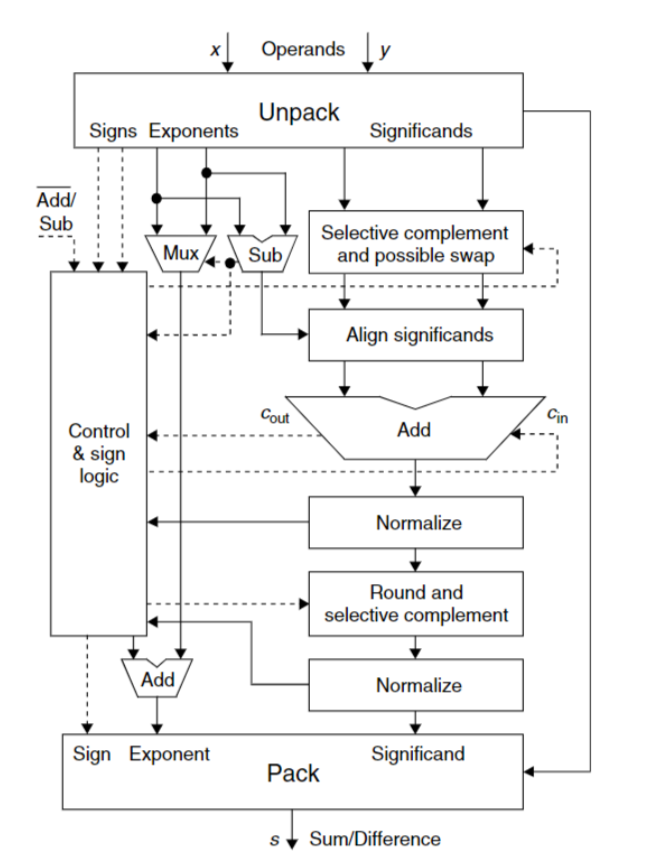 x Operands y
Unpack
Signs Exponents Significands
Add/
Sub
Mux
Sub
Selective complement
and possible swap
Align significands
cout
Add
cin
Control
& sign
logic
Normalize
Round and
selective complement
Add
Normalize
Sign Exponent Significand
Pack
s Sum/Difference